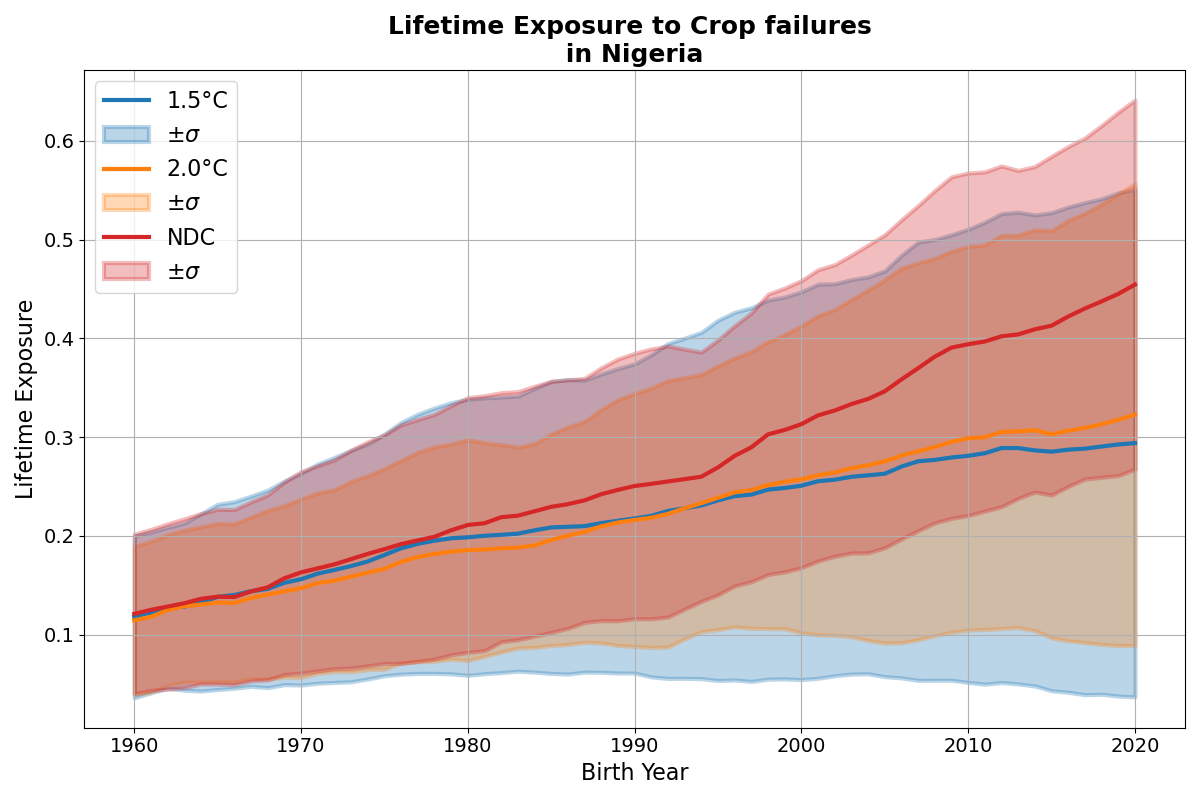 Lifetime Exposure to Crop failures
in Nigeria
1.5°C
±σ
2.0°C
±σ
NDC
±σ
Lifetime Exposure
0.6
0.5
0.4
0.3
0.2
0.1
1960 1970 1980 1990 2000 2010 2020
Birth Year